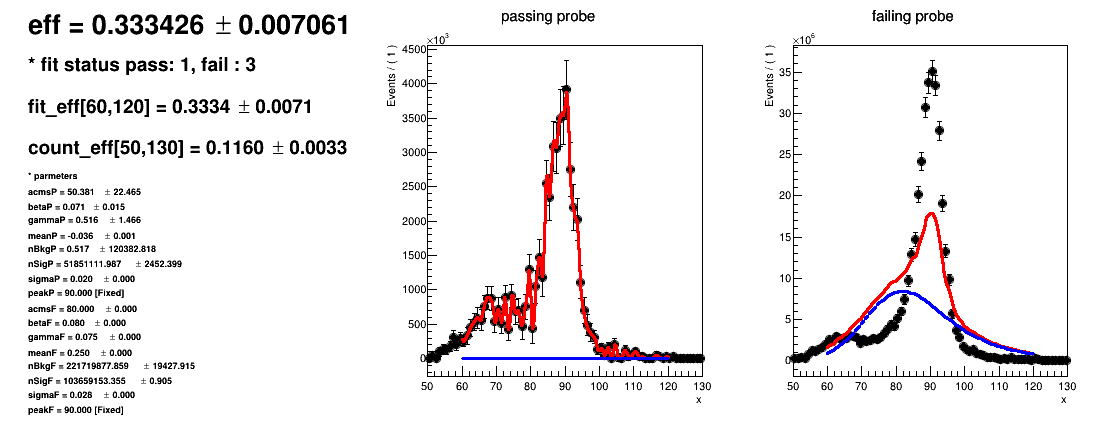 eff = 0.333426 ± 0.007061
* fit status pass: 1, fail : 3
fit_eff[60,120] = 0.3334 ± 0.0071
count_eff[50,130] = 0.1160 ± 0.0033
* parmeters
acmsP = 50.381 ± 22.465
betaP = 0.071 ± 0.015
gammaP = 0.516 ± 1.466
meanP = -0.036 ± 0.001
nBkgP = 0.517 ± 120382.818
nSigP = 51851111.987 ± 2452.399
sigmaP = 0.020 ± 0.000
peakP = 90.000 [Fixed]
acmsF = 80.000 ± 0.000
betaF = 0.080 ± 0.000
gammaF = 0.075 ± 0.000
meanF = 0.250 ± 0.000
nBkgF = 221719877.859 ± 19427.915
nSigF = 103659153.355 ± 0.905
sigmaF = 0.028 ± 0.000
peakF = 90.000 [Fixed]
passing probe
×10³
Events / ( 1 )
4500
4000
3500
3000
2500
2000
1500
1000
500
0
50 60 70 80 90 100 110 120 130
x
failing probe
×10⁶
Events / ( 1 )
35
30
25
20
15
10
5
0
50 60 70 80 90 100 110 120 130
x